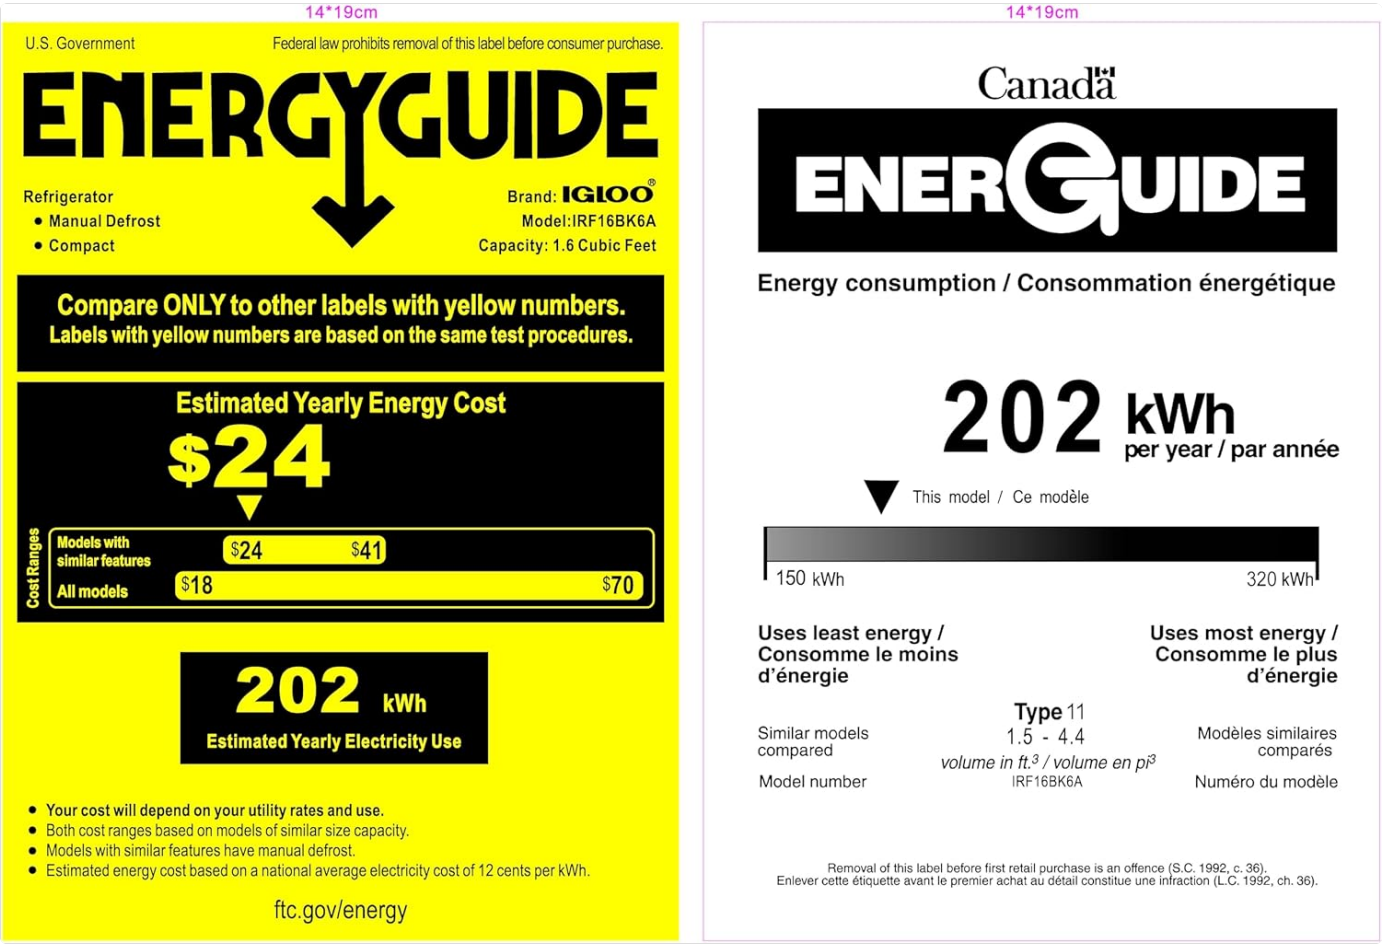 14*19cm
U.S. Government
Federal law prohibits removal of this label before consumer purchase.
ENERGYGUIDE
Refrigerator
• Manual Defrost
• Compact
Brand: IGLOO®
Model:IRF16BK6A
Capacity: 1.6 Cubic Feet
Compare ONLY to other labels with yellow numbers.
Labels with yellow numbers are based on the same test procedures.
Estimated Yearly Energy Cost
$24
Cost Ranges
Models with
similar features
$24 $41
All models
$18 $70
202 kWh
Estimated Yearly Electricity Use
• Your cost will depend on your utility rates and use.
• Both cost ranges based on models of similar size capacity.
• Models with similar features have manual defrost.
• Estimated energy cost based on a national average electricity cost of 12 cents per kWh.
ftc.gov/energy
14*19cm
Canada
ENERGUIDE
Energy consumption / Consommation énergétique
202 kWh
per year / par année
This model / Ce modèle
150 kWh
320 kWh
Uses least energy /
Consomme le moins
d'énergie
Uses most energy /
Consomme le plus
d'énergie
Type 11
Similar models
compared
1.5 - 4.4
volume in ft.³ / volume en pi³
Modèles similaires
comparés
Model number
IRF16BK6A
Numéro du modèle
Removal of this label before first retail purchase is an offence (S.C. 1992, c. 36).
Enlever cette étiquette avant le premier achat au détail constitue une infraction (L.C. 1992, ch. 36).